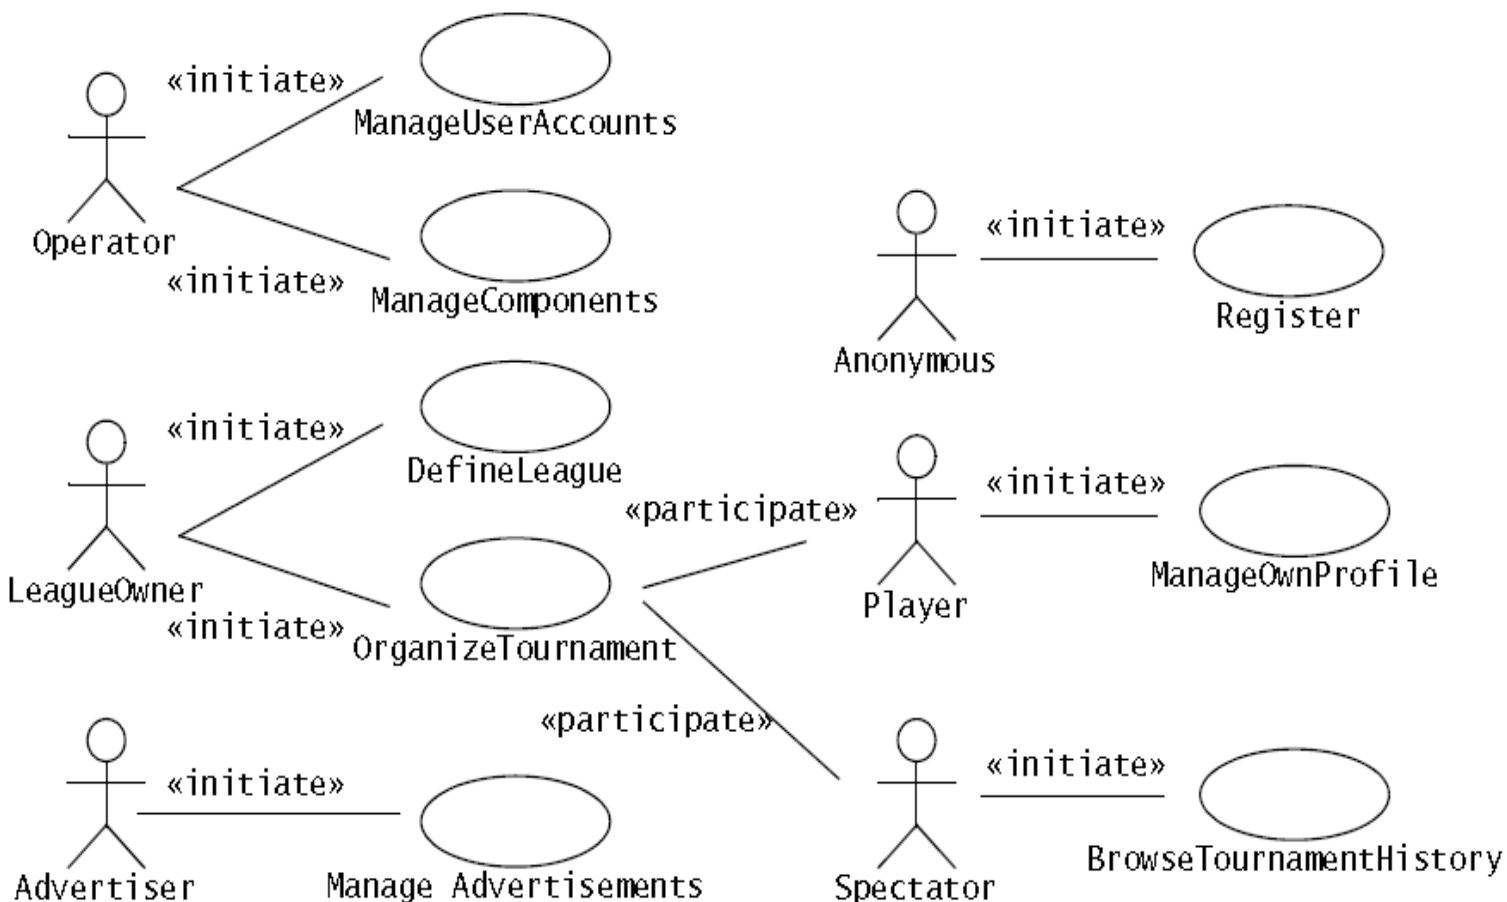 «initiate»
ManageUserAccounts
Operator
«initiate»
ManageComponents
«initiate»
Register
Anonymous
«initiate»
DefineLeague
LeagueOwner
«initiate»
OrganizeTournament
«participate»
«participate»
Player
«initiate»
ManageOwnProfile
Advertiser
«initiate»
Manage Advertisements
Spectator
«initiate»
BrowseTournamentHistory